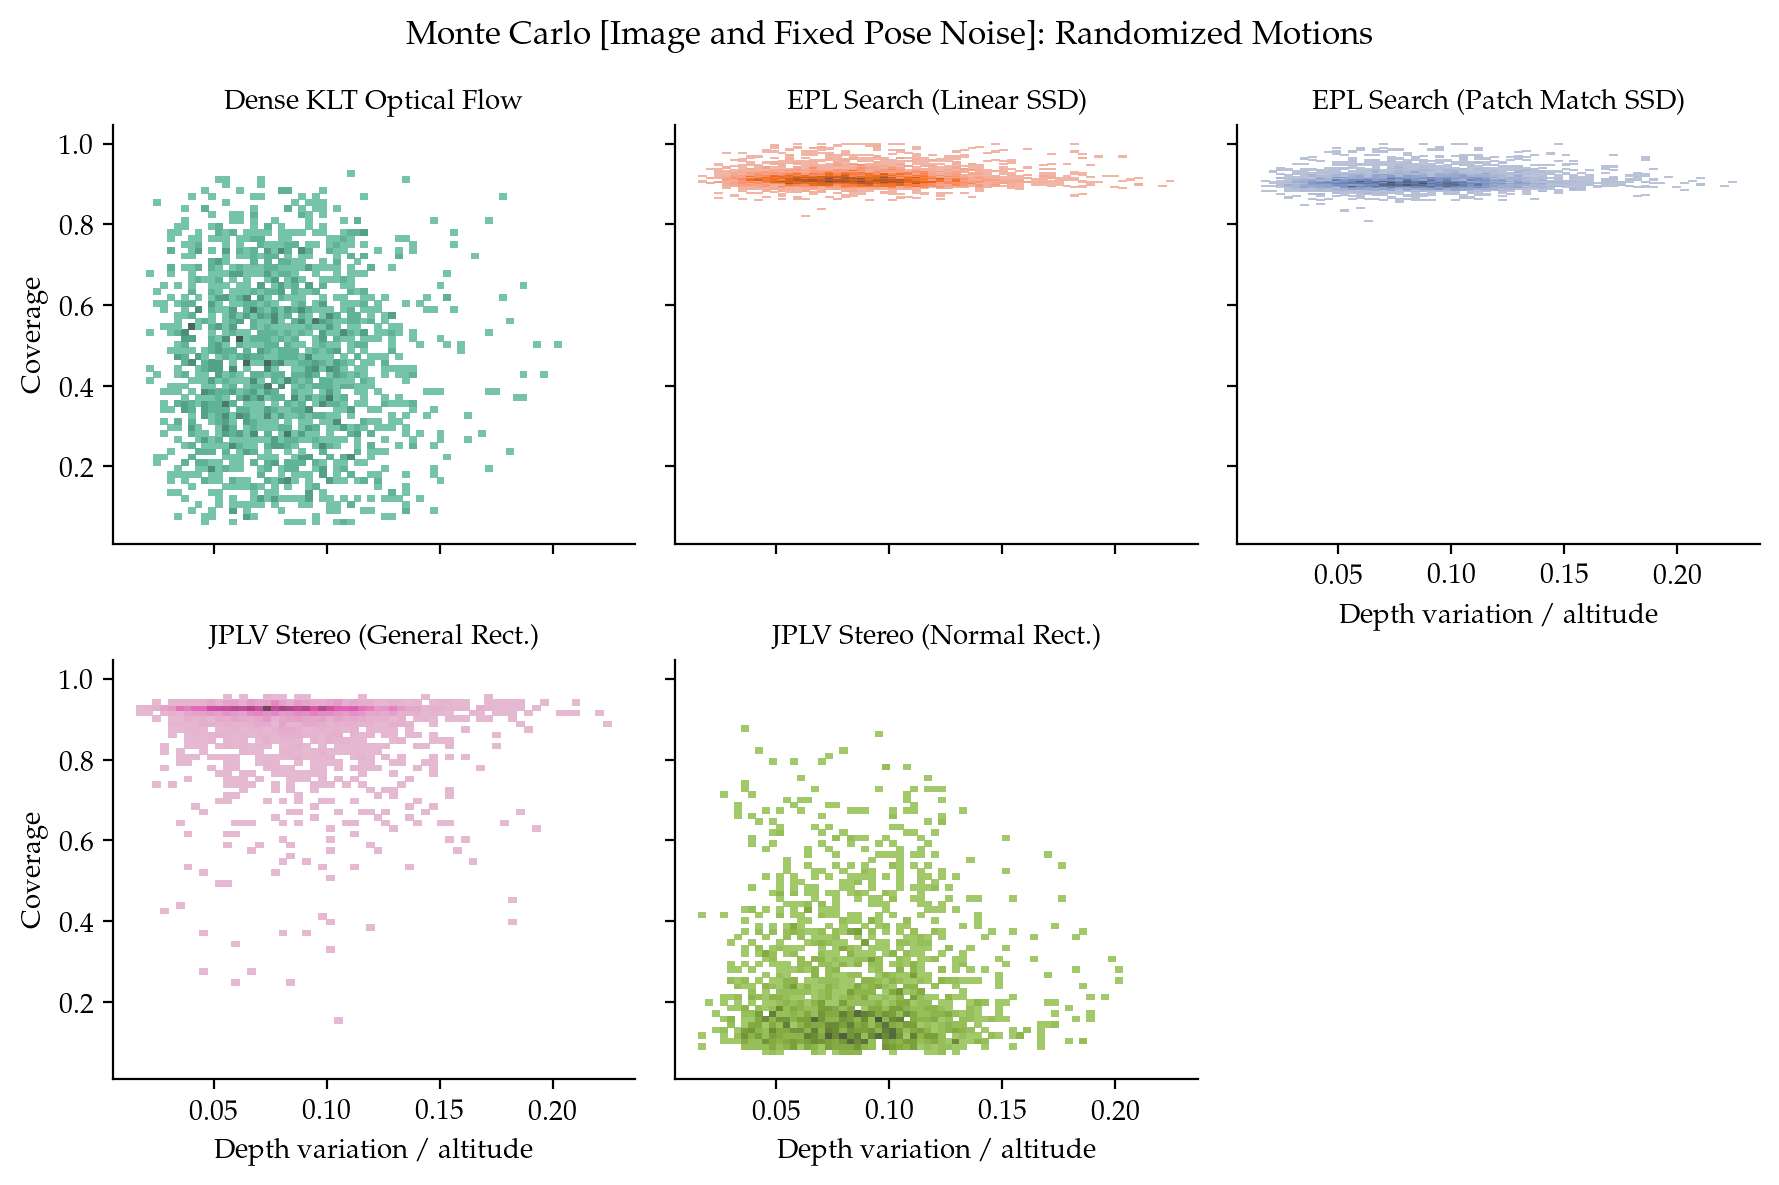 Monte Carlo [Image and Fixed Pose Noise]: Randomized Motions
Dense KLT Optical Flow
EPL Search (Linear SSD)
EPL Search (Patch Match SSD)
Coverage
1.0
0.8
0.6
0.4
0.2
0.05 0.10 0.15 0.20
Depth variation / altitude
JPLV Stereo (General Rect.)
JPLV Stereo (Normal Rect.)
Coverage
1.0
0.8
0.6
0.4
0.2
0.05 0.10 0.15 0.20
Depth variation / altitude
0.05 0.10 0.15 0.20
Depth variation / altitude